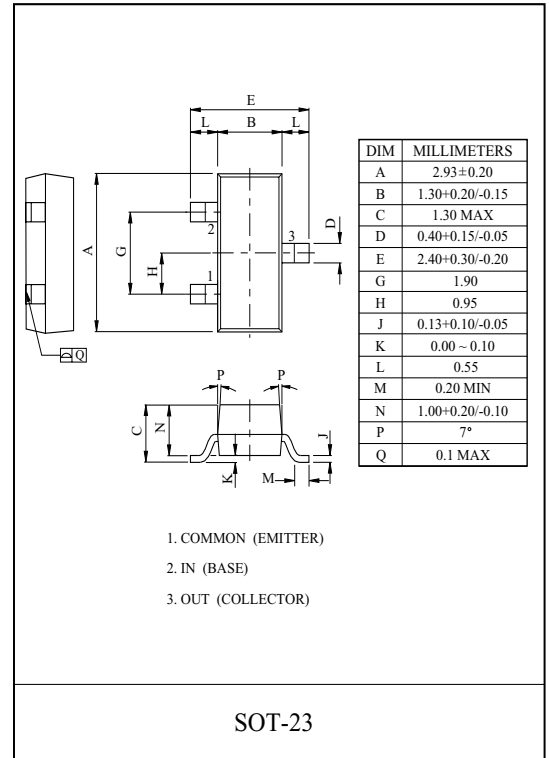 E
L B L
A
G
H
2
1
3
D
Q
P P
C
N
K
M
J
DIM MILLIMETERS
A 2.93±0.20
B 1.30+0.20/-0.15
C 1.30 MAX
D 0.40+0.15/-0.05
E 2.40+0.30/-0.20
G 1.90
H 0.95
J 0.13+0.10/-0.05
K 0.00 ~ 0.10
L 0.55
M 0.20 MIN
N 1.00+0.20/-0.10
P 7°
Q 0.1 MAX
1. COMMON (EMITTER)
2. IN (BASE)
3. OUT (COLLECTOR)
SOT-23